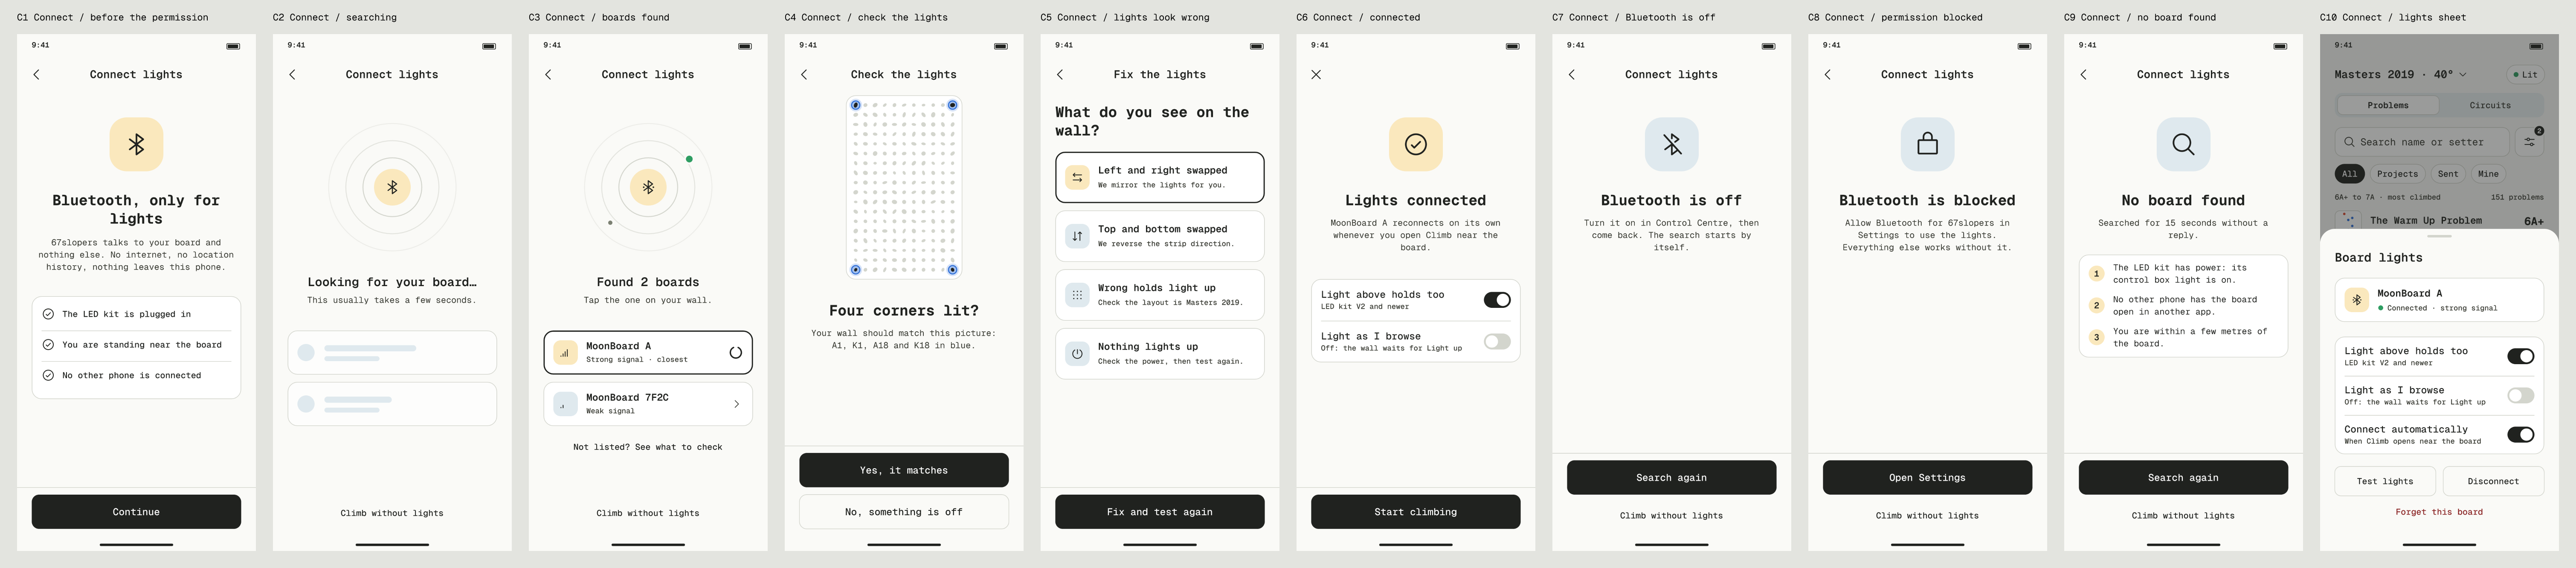 C1 Connect / before the permission
9:41
Connect lights
Bluetooth, only for
lights
67slopers talks to your board and
nothing else. No internet, no location
history, nothing leaves this phone.
The LED kit is plugged in
You are standing near the board
No other phone is connected
Continue
C2 Connect / searching
9:41
Connect lights
Looking for your board…
This usually takes a few seconds.
Climb without lights
C3 Connect / boards found
9:41
Connect lights
Found 2 boards
Tap the one on your wall.
MoonBoard A
Strong signal · closest
MoonBoard 7F2C
Weak signal
Not listed? See what to check
Climb without lights
C4 Connect / check the lights
9:41
Check the lights
Four corners lit?
Your wall should match this picture:
A1, K1, A18 and K18 in blue.
Yes, it matches
No, something is off
C5 Connect / lights look wrong
9:41
Fix the lights
What do you see on the
wall?
Left and right swapped
We mirror the lights for you.
Top and bottom swapped
We reverse the strip direction.
Wrong holds light up
Check the layout is Masters 2019.
Nothing lights up
Check the power, then test again.
Fix and test again
C6 Connect / connected
9:41
Lights connected
MoonBoard A reconnects on its own
whenever you open Climb near the
board.
Light above holds too
LED kit V2 and newer
Light as I browse
Off: the wall waits for Light up
Start climbing
C7 Connect / Bluetooth is off
9:41
Connect lights
Bluetooth is off
Turn it on in Control Centre, then
come back. The search starts by
itself.
Search again
Climb without lights
C8 Connect / permission blocked
9:41
Connect lights
Bluetooth is blocked
Allow Bluetooth for 67slopers in
Settings to use the lights.
Everything else works without it.
Open Settings
Climb without lights
C9 Connect / no board found
9:41
Connect lights
No board found
Searched for 15 seconds without a
reply.
1 The LED kit has power: its
control box light is on.
2 No other phone has the board
open in another app.
3 You are within a few metres of
the board.
Search again
Climb without lights
C10 Connect / lights sheet
9:41
Masters 2019 · 40° Lit
Problems Circuits
Search name or setter 2
All Projects Sent Mine
6A+ to 7A · most climbed 151 problems
The Warm Up Problem 6A+
Board lights
MoonBoard A
Connected · strong signal
Light above holds too
LED kit V2 and newer
Light as I browse
Off: the wall waits for Light up
Connect automatically
When Climb opens near the board
Test lights Disconnect
Forget this board